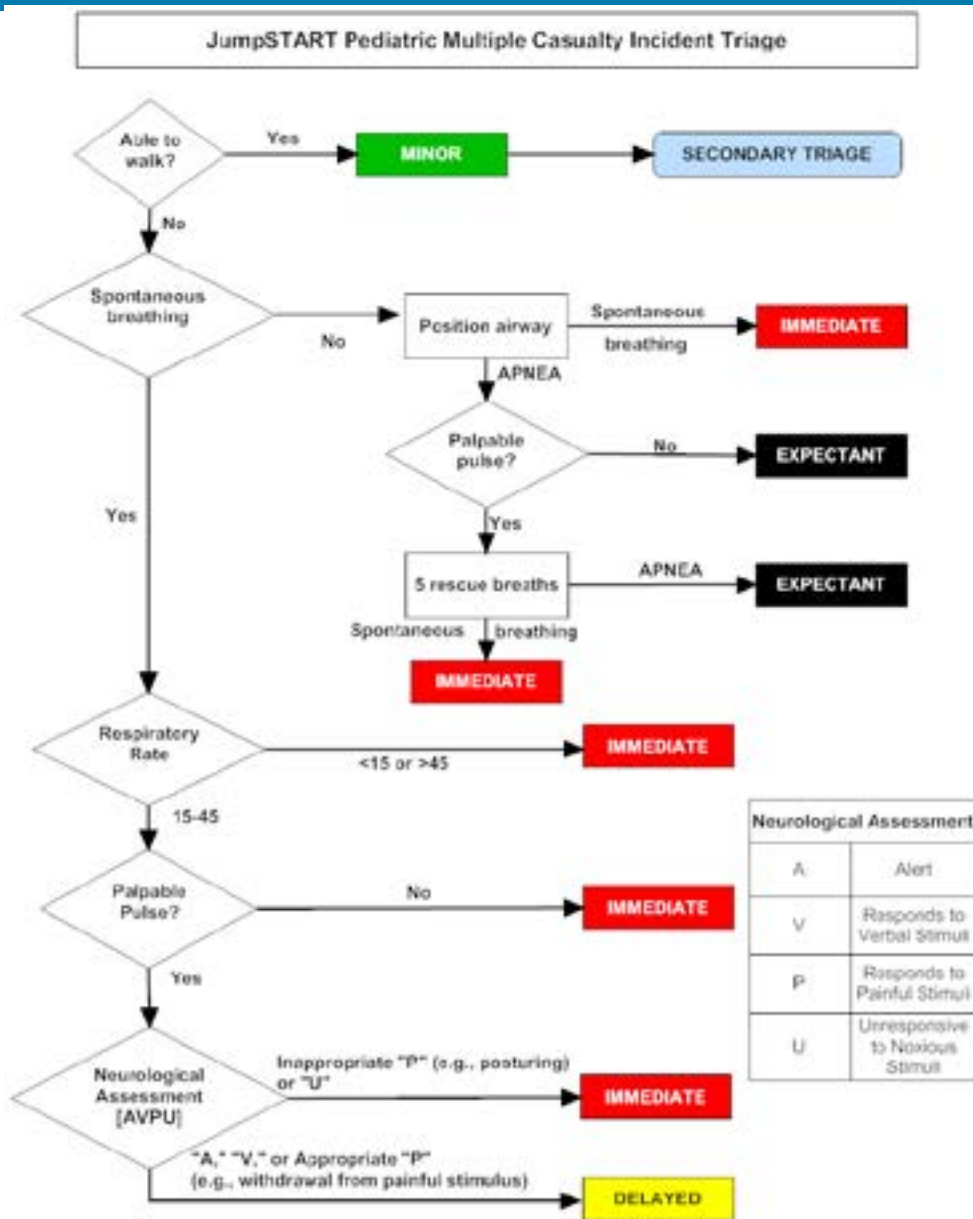 JumpSTART Pediatric Multiple Casualty Incident Triage
Able to
walk?
Yes
MINOR
SECONDARY TRIAGE
No
Spontaneous
breathing
No
Position airway
Spontaneous
breathing
IMMEDIATE
APNEA
Palpable
pulse?
No
EXPECTANT
Yes
Yes
5 rescue breaths
APNEA
EXPECTANT
Spontaneous breathing
IMMEDIATE
Respiratory
Rate
<15 or >45
IMMEDIATE
15-45
Palpable
Pulse?
No
IMMEDIATE
Yes
Neurological
Assessment
[AVPU]
Inappropriate "P" (e.g., posturing)
or "U"
IMMEDIATE
"A," "V," or Appropriate "P"
(e.g., withdrawal from painful stimulus)
DELAYED
Neurological Assessment
A Alert
V Responds to
Verbal Stimuli
P Responds to
Painful Stimuli
U Unresponsive
to Noxious
Stimuli